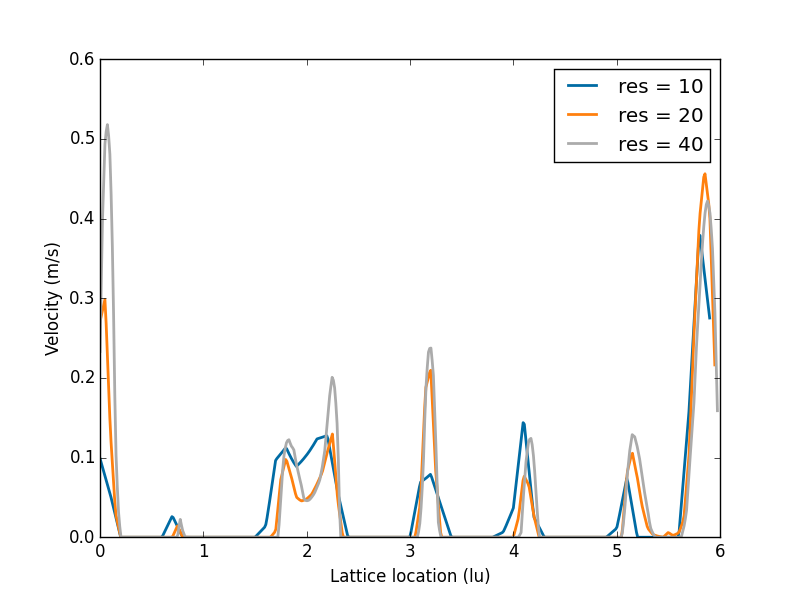 0.6
0.5
0.4
0.3
0.2
0.1
0.0
Velocity (m/s)
res = 10
res = 20
res = 40
0 1 2 3 4 5 6
Lattice location (lu)